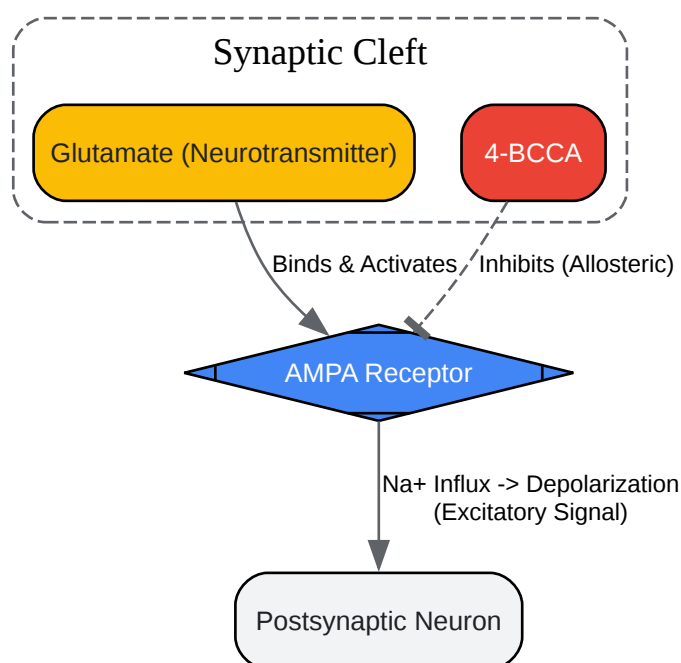 Synaptic Cleft
Glutamate (Neurotransmitter)
4-BCCA
Binds & Activates
Inhibits (Allosteric)
AMPA Receptor
Na+ Influx -> Depolarization
(Excitatory Signal)
Postsynaptic Neuron